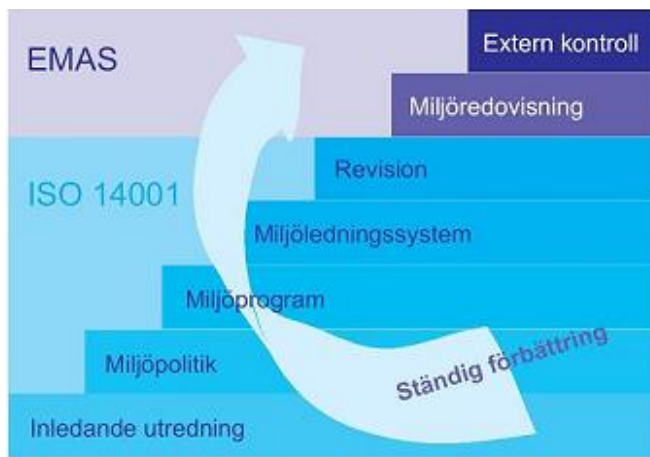 EMAS
Extern kontroll
Miljöredovisning
ISO 14001
Revision
Miljöledningssystem
Miljöprogram
Miljöpolitik
Ständig förbättring
Inledande utredning